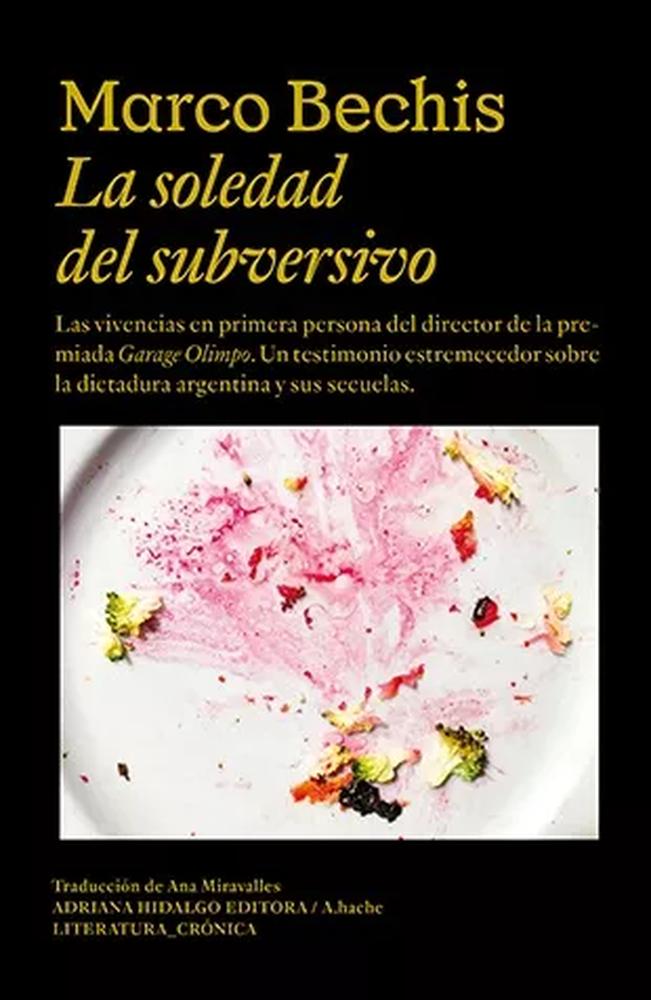 Marco Bechis
La soledad
del subversivo
Las vivencias en primera persona del director de la pre-
miada Garage Olimpo. Un testimonio estremecedor sobre
la dictadura argentina y sus secuelas.
Traducción de Ana Miravalles
ADRIANA HIDALGO EDITORA / A.hache
LITERATURA_CRÓNICA